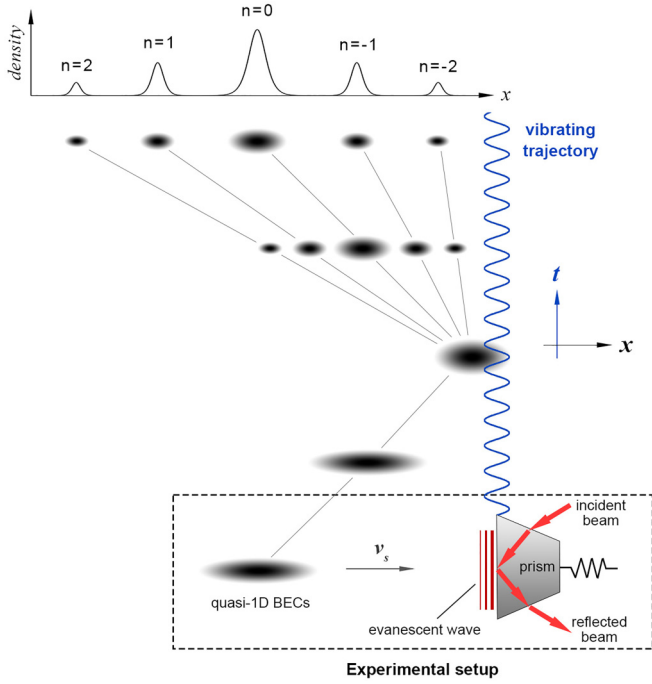 density
n=2
n=1
n=0
n=-1
n=-2
x
vibrating
trajectory
t
x
incident
beam
v_s
prism
quasi-1D BECs
evanescent wave
reflected
beam
Experimental setup